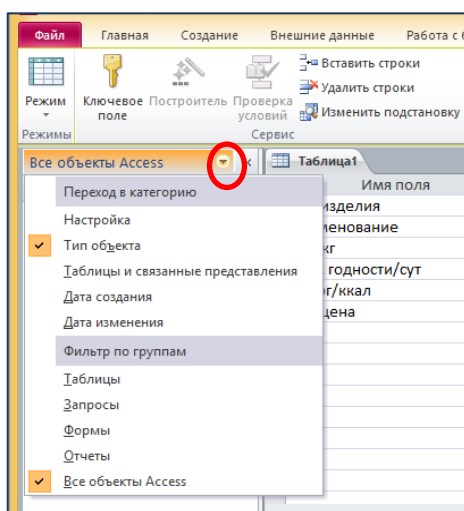 Файл Главная Создание Внешние данные Работа с
Режим
Ключевое поле
Построитель
Проверка условий
Вставить строки
Удалить строки
Изменить подстановку
Режимы Сервис
Все объекты Access Таблица1
Переход в категорию Имя поля
изделия
Настройка
менование
Тип объекта
кг
Таблицы и связанные представления
годности/сут
Дата создания
г/ккал
Дата изменения
цена
Фильтр по группам
Таблицы
Запросы
Формы
Отчеты
Все объекты Access